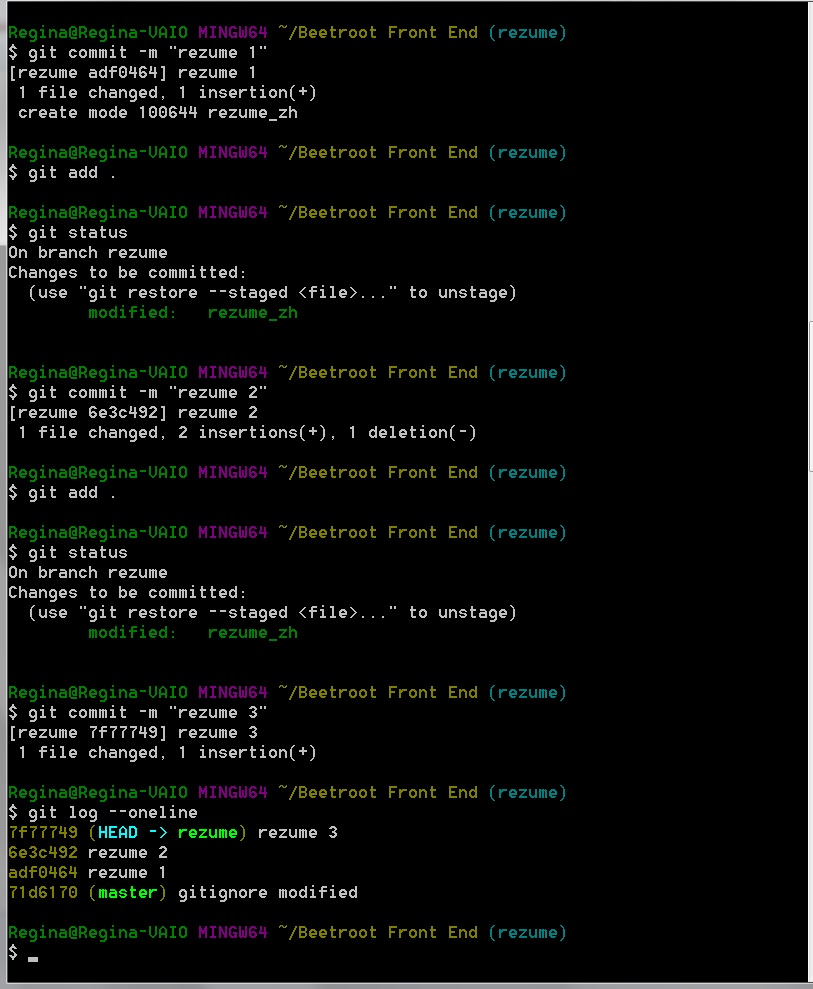 Regina@Regina-VAIO MINGW64 ~/Beetroot Front End (rezume)
$ git commit -m "rezume 1"
[rezume adf0464] rezume 1
 1 file changed, 1 insertion(+)
 create mode 100644 rezume_zh
Regina@Regina-VAIO MINGW64 ~/Beetroot Front End (rezume)
$ git add .
Regina@Regina-VAIO MINGW64 ~/Beetroot Front End (rezume)
$ git status
On branch rezume
Changes to be committed:
  (use "git restore --staged <file>..." to unstage)
        modified:   rezume_zh
Regina@Regina-VAIO MINGW64 ~/Beetroot Front End (rezume)
$ git commit -m "rezume 2"
[rezume 6e3c492] rezume 2
 1 file changed, 2 insertions(+), 1 deletion(-)
Regina@Regina-VAIO MINGW64 ~/Beetroot Front End (rezume)
$ git add .
Regina@Regina-VAIO MINGW64 ~/Beetroot Front End (rezume)
$ git status
On branch rezume
Changes to be committed:
  (use "git restore --staged <file>..." to unstage)
        modified:   rezume_zh
Regina@Regina-VAIO MINGW64 ~/Beetroot Front End (rezume)
$ git commit -m "rezume 3"
[rezume 7f77749] rezume 3
 1 file changed, 1 insertion(+)
Regina@Regina-VAIO MINGW64 ~/Beetroot Front End (rezume)
$ git log --oneline
7f77749 (HEAD -> rezume) rezume 3
6e3c492 rezume 2
adf0464 rezume 1
71d6170 (master) gitignore modified
Regina@Regina-VAIO MINGW64 ~/Beetroot Front End (rezume)
$